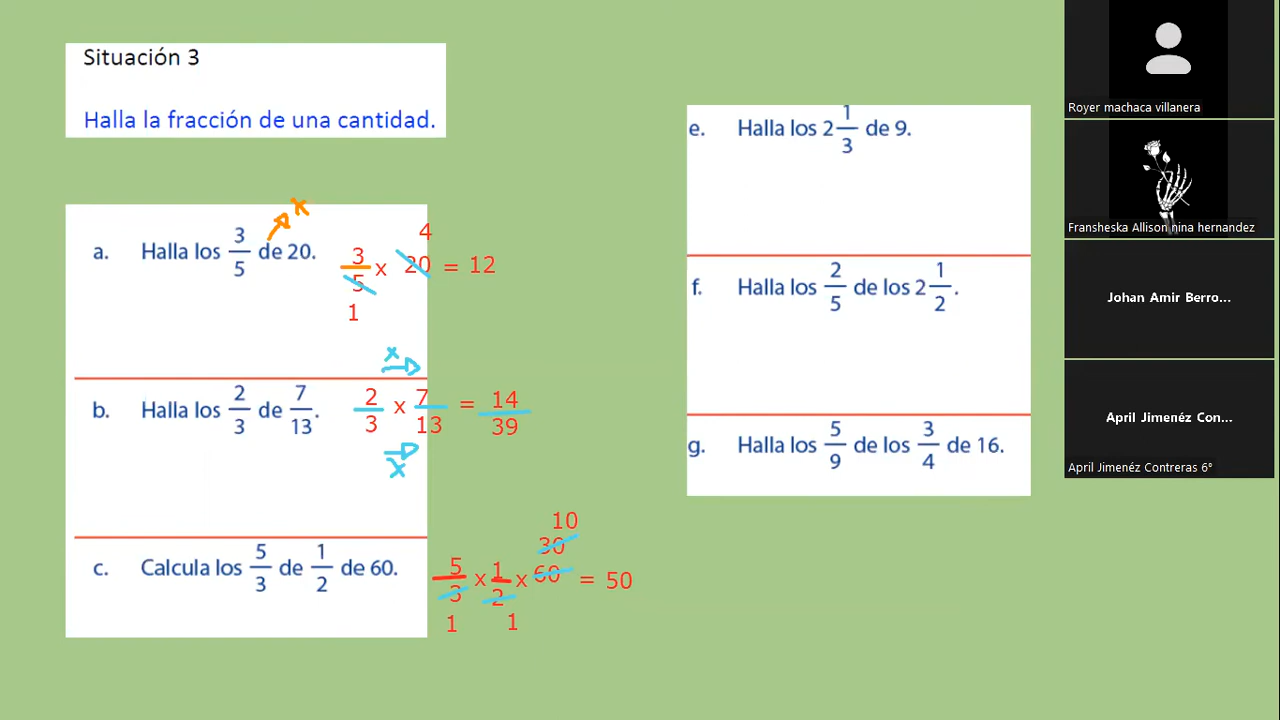 Situación 3
Halla la fracción de una cantidad.
a. Halla los 3/5 de 20.
x
3/5 x 20 = 12
4
1
b. Halla los 2/3 de 7/13.
x
2/3 x 7/13 = 14/39
x
c. Calcula los 5/3 de 1/2 de 60.
10
30
5/3 x 1/2 x 60 = 50
1 1
e. Halla los 2 1/3 de 9.
f. Halla los 2/5 de los 2 1/2.
g. Halla los 5/9 de los 3/4 de 16.
Royer machaca villanera
Fransheska Allison nina hernandez
Johan Amir Berro...
April Jimenéz Con...
April Jimenéz Contreras 6°